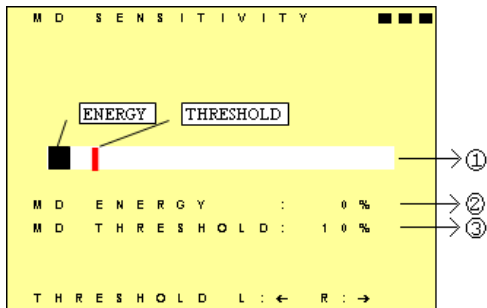 MD SENSITIVITY
ENERGY THRESHOLD
①
MD ENERGY : 0% ②
MD THRESHOLD: 10% ③
THRESHOLD L:← R:→